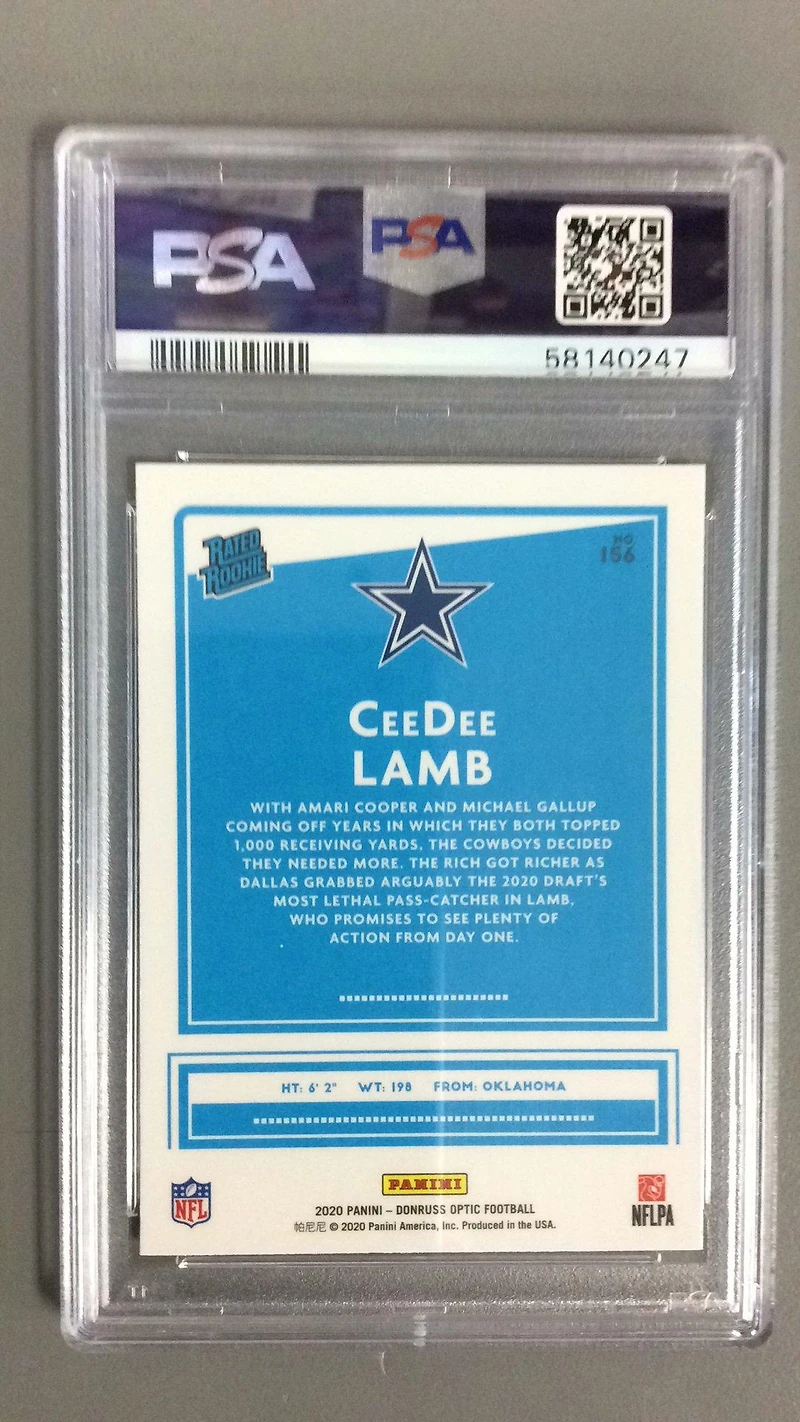 PSA
PSA
58140247
RATED
ROOKIE
NO
156
CEEDEE
LAMB
WITH AMARI COOPER AND MICHAEL GALLUP
COMING OFF YEARS IN WHICH THEY BOTH TOPPED
1,000 RECEIVING YARDS, THE COWBOYS DECIDED
THEY NEEDED MORE. THE RICH GOT RICHER AS
DALLAS GRABBED ARGUABLY THE 2020 DRAFT'S
MOST LETHAL PASS-CATCHER IN LAMB,
WHO PROMISES TO SEE PLENTY OF
ACTION FROM DAY ONE.
HT: 6' 2" WT: 198 FROM: OKLAHOMA
NFL
PANINI
2020 PANINI – DONRUSS OPTIC FOOTBALL
帕尼尼 © 2020 Panini America, Inc. Produced in the USA.
NFLPA